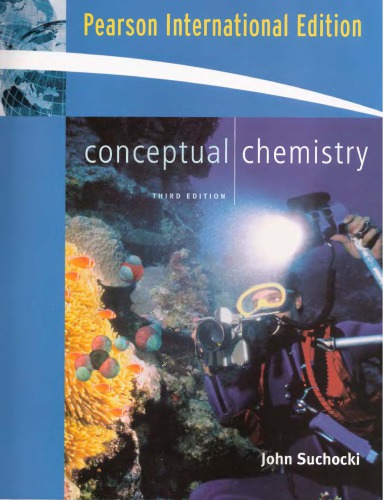 Pearson International Edition
conceptual chemistry
THIRD EDITION
John Suchocki